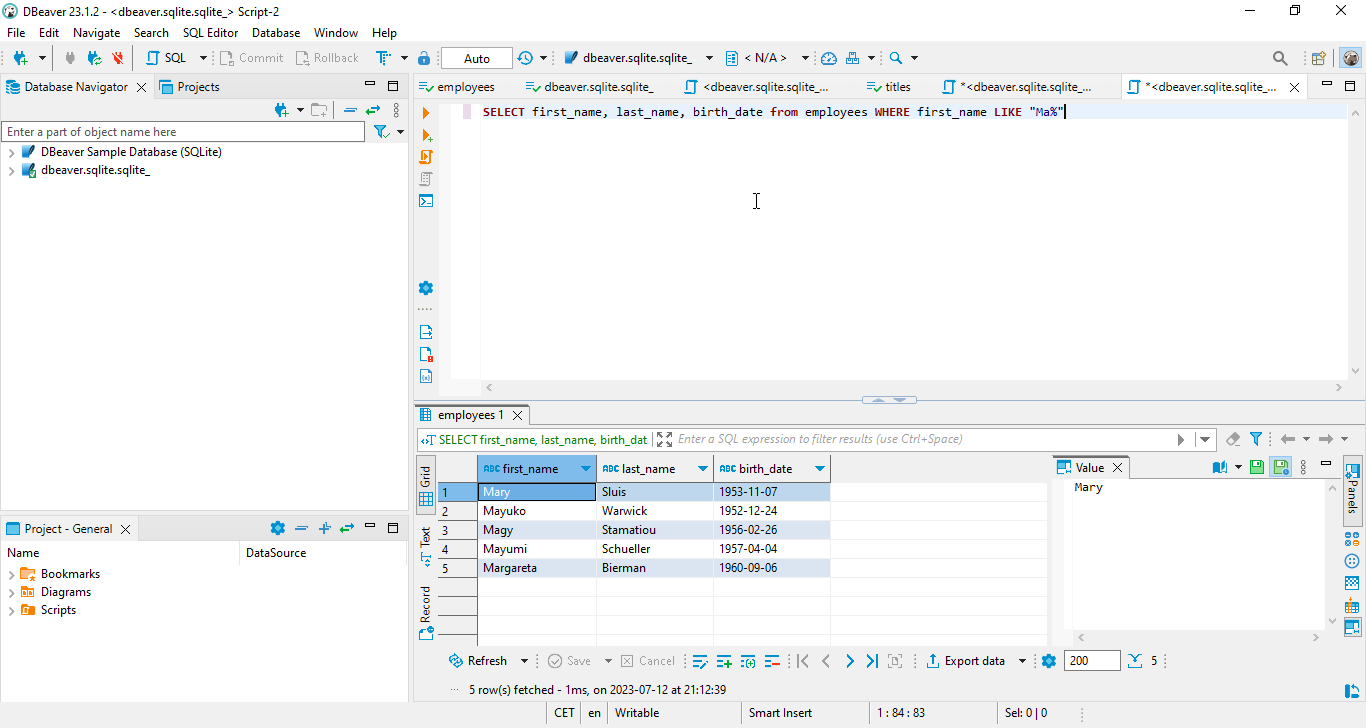 DBeaver 23.1.2 - <dbeaver.sqlite.sqlite_> Script-2
File Edit Navigate Search SQL Editor Database Window Help
SQL Commit Rollback Auto dbeaver.sqlite.sqlite_ < N/A >
Database Navigator Projects
Enter a part of object name here
DBeaver Sample Database (SQLite)
dbeaver.sqlite.sqlite_
employees dbeaver.sqlite.sqlite_ <dbeaver.sqlite.sqlite_... titles *<dbeaver.sqlite.sqlite_... *<dbeaver.sqlite.sqlite_...
SELECT first_name, last_name, birth_date from employees WHERE first_name LIKE "Ma%"
Project - General
Name DataSource
Bookmarks
Diagrams
Scripts
employees 1
SELECT first_name, last_name, birth_dat Enter a SQL expression to filter results (use Ctrl+Space)
Grid
Text
Record
ABC first_name ABC last_name ABC birth_date
1 Mary Sluis 1953-11-07
2 Mayuko Warwick 1952-12-24
3 Magy Stamatiou 1956-02-26
4 Mayumi Schueller 1957-04-04
5 Margareta Bierman 1960-09-06
Value
Mary
Panels
Refresh Save Cancel Export data 200 5
5 row(s) fetched - 1ms, on 2023-07-12 at 21:12:39
CET en Writable Smart Insert 1 : 84 : 83 Sel: 0 | 0